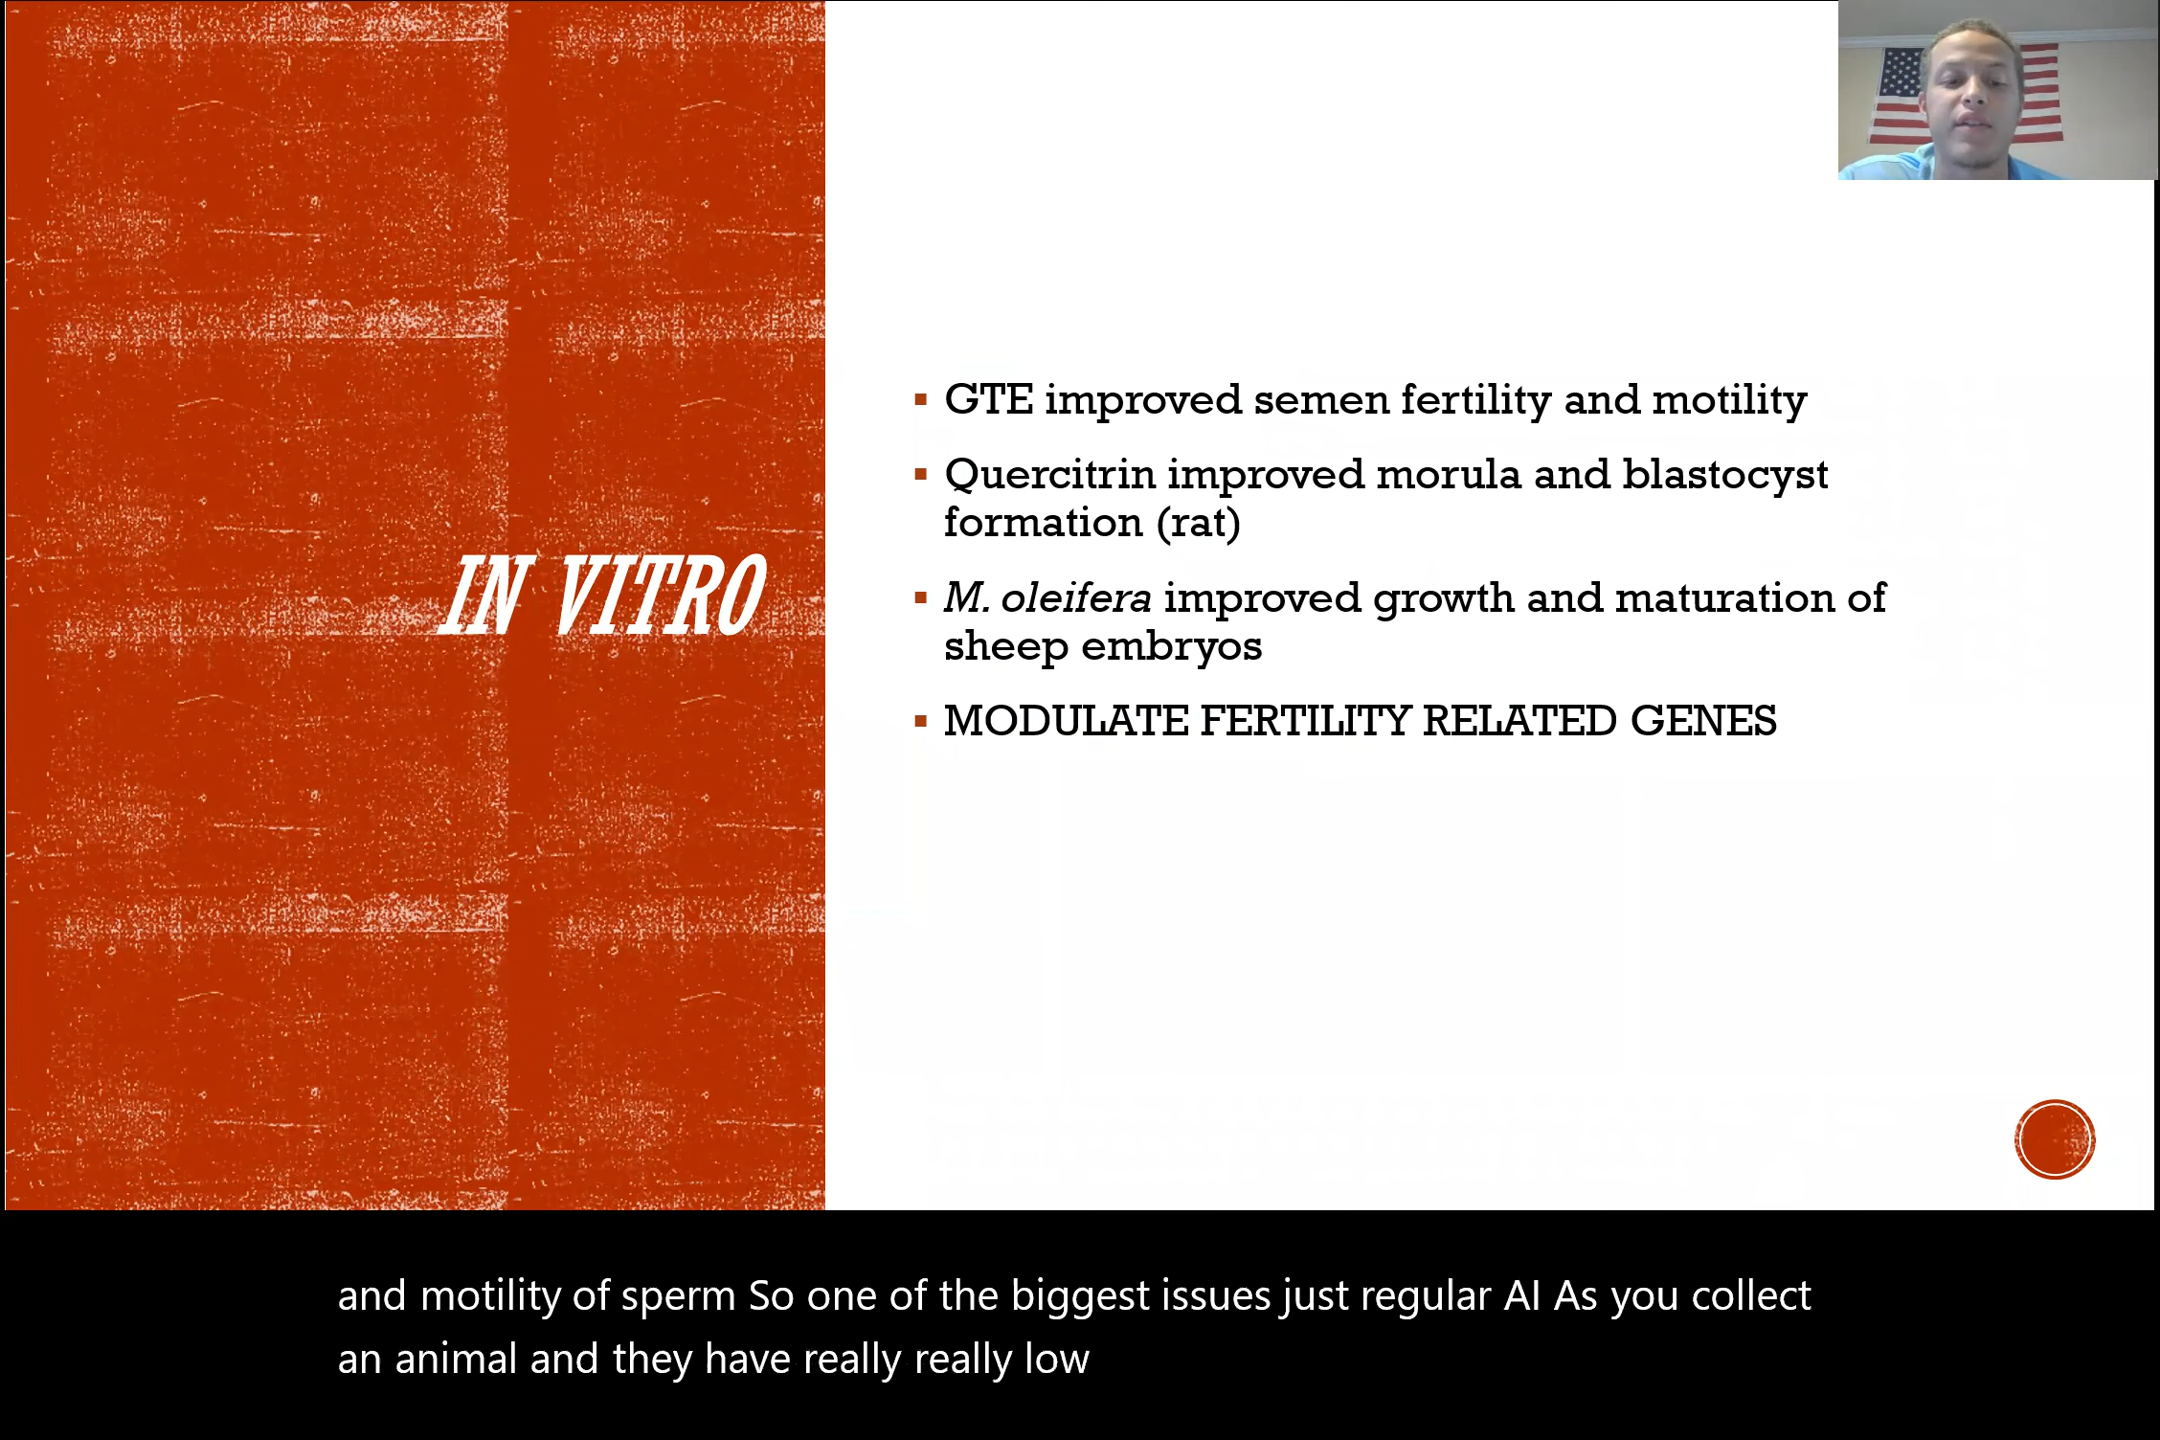 IN VITRO
GTE improved semen fertility and motility
Quercitrin improved morula and blastocyst
formation (rat)
M. oleifera improved growth and maturation of
sheep embryos
MODULATE FERTILITY RELATED GENES
and motility of sperm So one of the biggest issues just regular AI As you collect
an animal and they have really really low